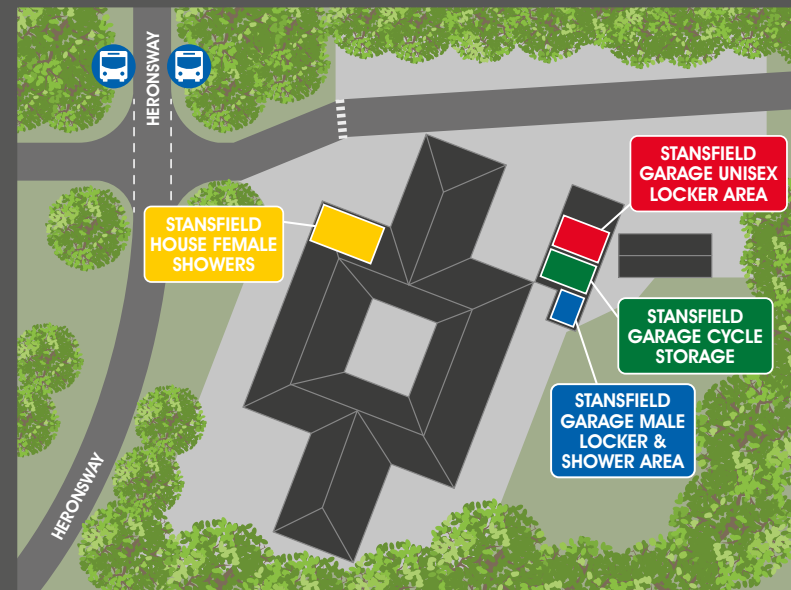 HERONSWAY
STANSFIELD
GARAGE UNISEX
LOCKER AREA
STANSFIELD
HOUSE FEMALE
SHOWERS
STANSFIELD
GARAGE CYCLE
STORAGE
STANSFIELD
GARAGE MALE
LOCKER &
SHOWER AREA
HERONSWAY